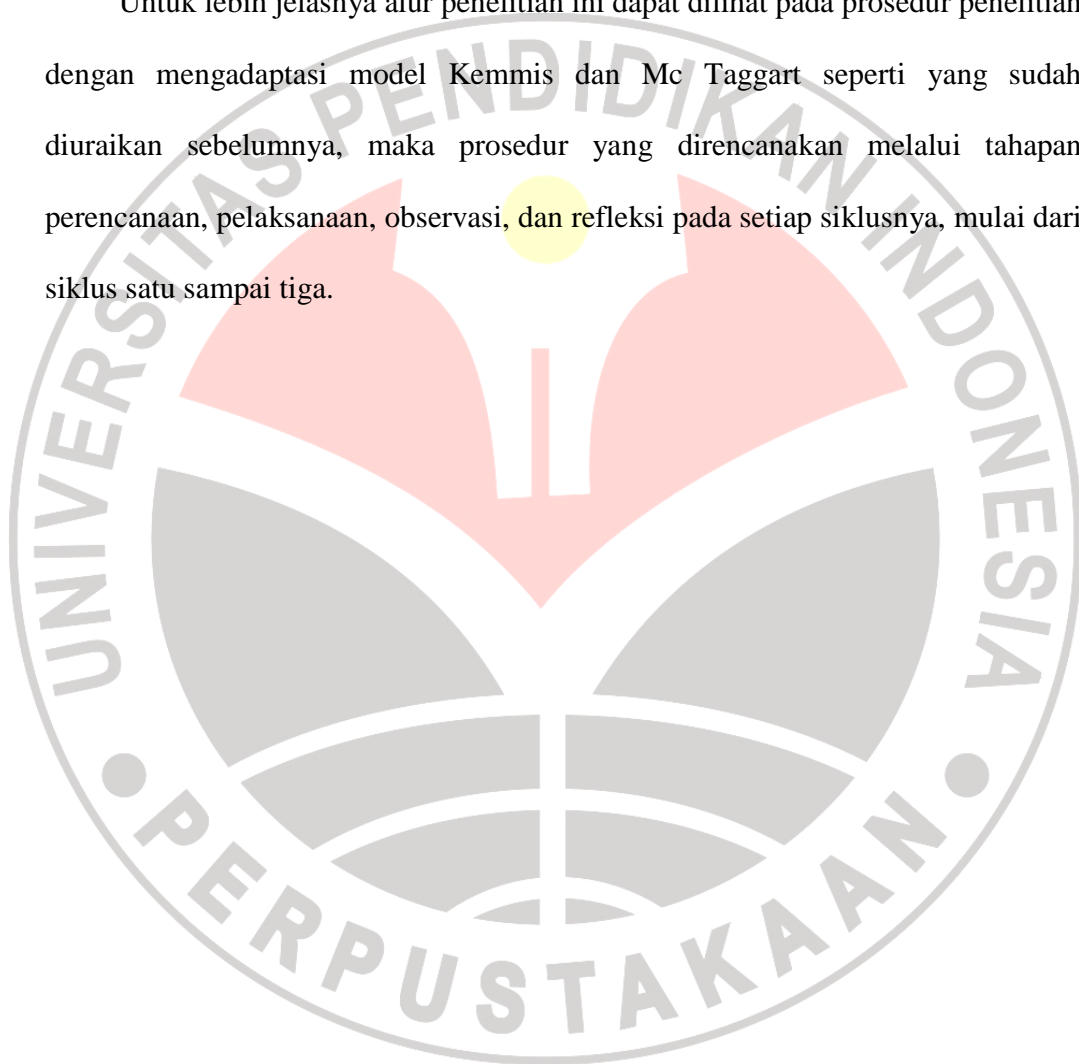 Untuk lebih jelasnya alur penelitian ini dapat dilihat pada prosedur penelitian
dengan mengadaptasi model Kemmis dan Mc Taggart seperti yang sudah
diuraikan sebelumnya, maka prosedur yang direncanakan melalui tahapan
perencanaan, pelaksanaan, observasi, dan refleksi pada setiap siklusnya, mulai dari
siklus satu sampai tiga.
UNIVERSITAS PENDIDIKAN INDONESIA
PERPUSTAKAAN